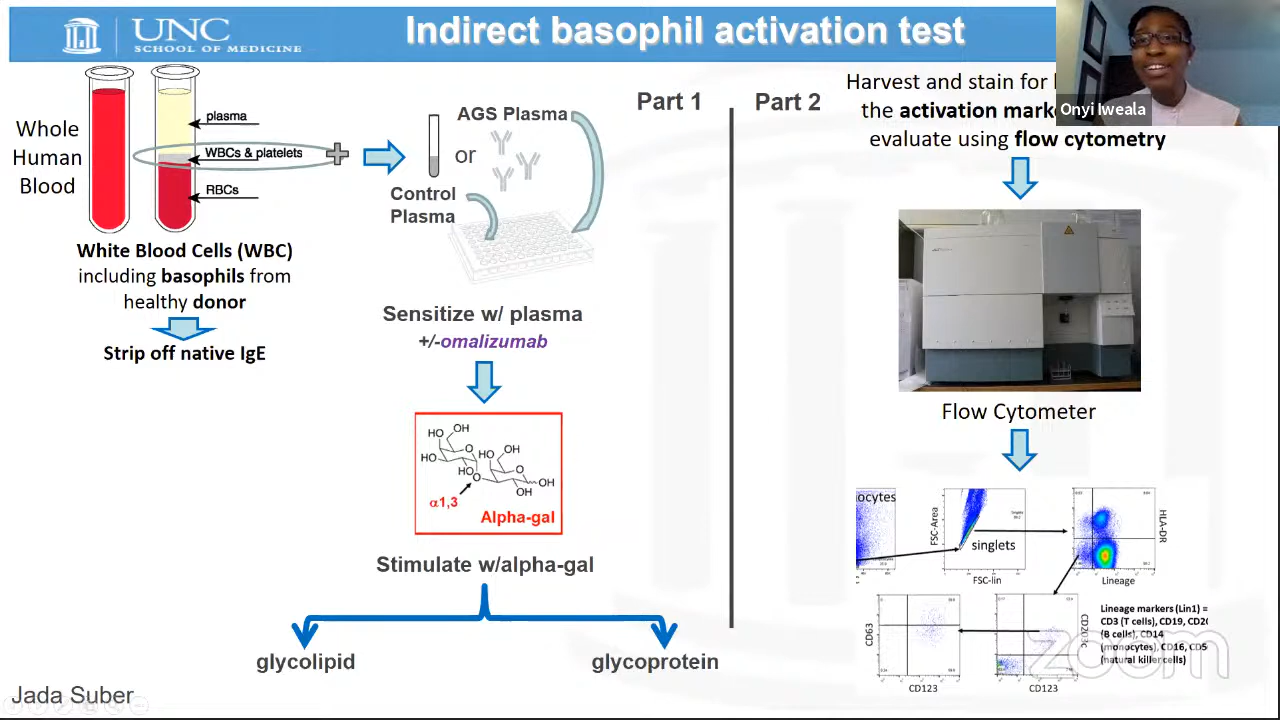 UNC
SCHOOL OF MEDICINE
Indirect basophil activation test
Onyi Iweala
Whole
Human
Blood
plasma
WBCs & platelets
RBCs
White Blood Cells (WBC)
including basophils from
healthy donor
Strip off native IgE
AGS Plasma
or
Control
Plasma
Sensitize w/ plasma
+/-omalizumab
HO
OH
O
HO
HO
O
HO
OH
O
OH
OH
α1,3
Alpha-gal
Stimulate w/alpha-gal
glycolipid
glycoprotein
Part 1
Part 2
Harvest and stain for
the activation mark
evaluate using flow cytometry
Flow Cytometer
ocytes
FSC-Area
singlets
FSC-lin
HLA-DR
Lineage
CD63
CD123
CD203c
CD123
Lineage markers (Lin1) =
CD3 (T cells), CD19, CD20
(B cells), CD14
(monocytes), CD16, CD5
(natural killer cells)
zoom
Jada Suber